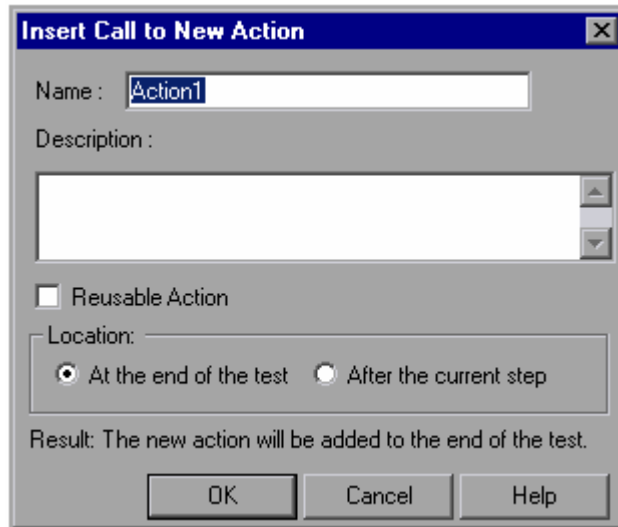 Insert Call to New Action
Name : Action1
Description :
Reusable Action
Location:
At the end of the test After the current step
Result: The new action will be added to the end of the test.
OK Cancel Help